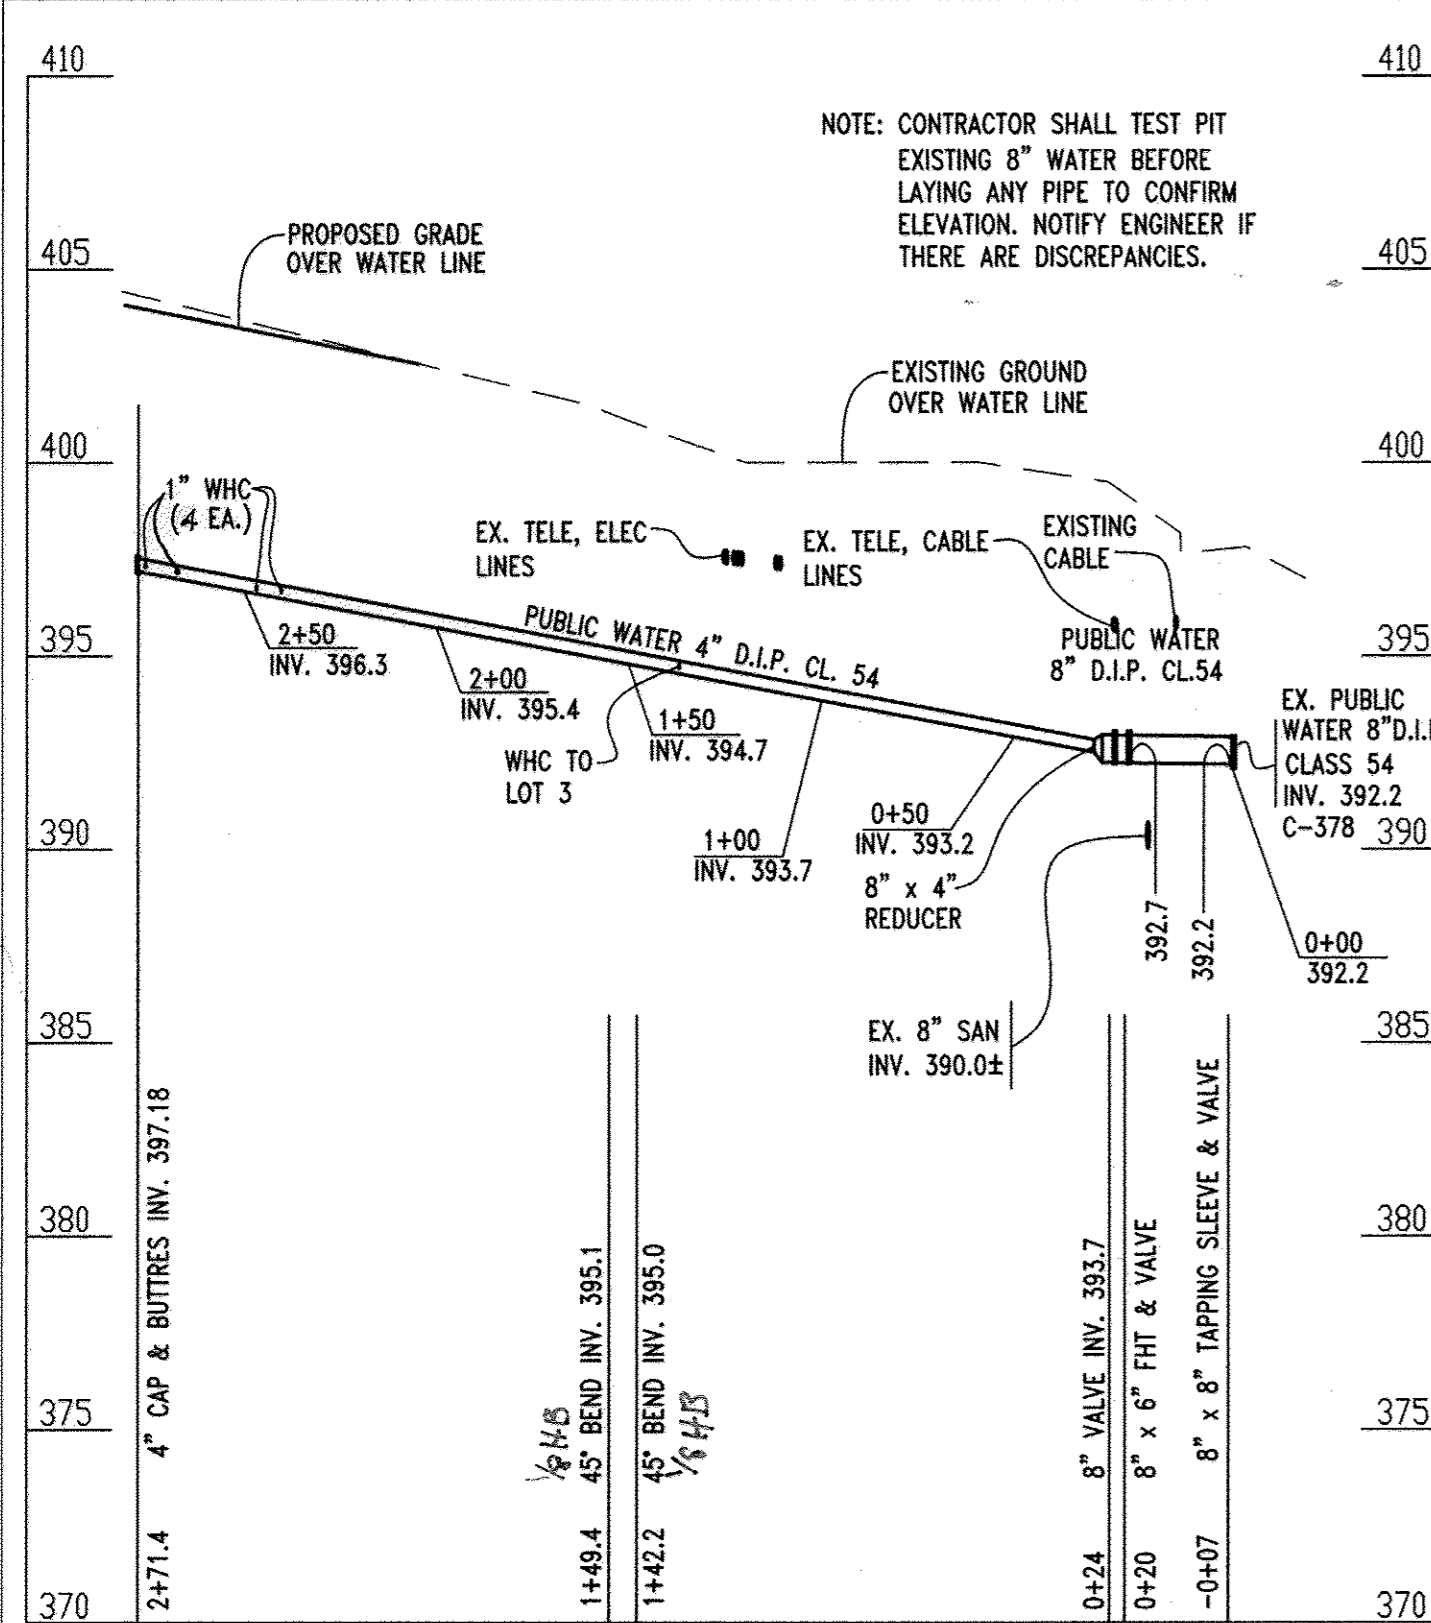 410
410
NOTE: CONTRACTOR SHALL TEST PIT
EXISTING 8" WATER BEFORE
LAYING ANY PIPE TO CONFIRM
ELEVATION. NOTIFY ENGINEER IF
THERE ARE DISCREPANCIES.
PROPOSED GRADE
OVER WATER LINE
405
405
EXISTING GROUND
OVER WATER LINE
400
400
1" WHC
(4 EA.)
EX. TELE, ELEC
LINES
EX. TELE, CABLE
LINES
EXISTING
CABLE
PUBLIC WATER 4" D.I.P. CL. 54
PUBLIC WATER
8" D.I.P. CL.54
395
395
2+50
INV. 396.3
2+00
INV. 395.4
1+50
INV. 394.7
WHC TO
LOT 3
EX. PUBLIC
WATER 8"D.I.P
CLASS 54
INV. 392.2
C-378
390
390
1+00
INV. 393.7
0+50
INV. 393.2
8" x 4"
REDUCER
392.7
392.2
0+00
392.2
385
385
EX. 8" SAN
INV. 390.0±
380
380
375
375
370
370
2+71.4 4" CAP & BUTTRES INV. 397.18
1/8 HB
1+49.4 45° BEND INV. 395.1
1+42.2 45° BEND INV. 395.0
1/8 HB
0+24 8" VALVE INV. 393.7
0+20 8" x 6" FHT & VALVE
-0+07 8" x 8" TAPPING SLEEVE & VALVE